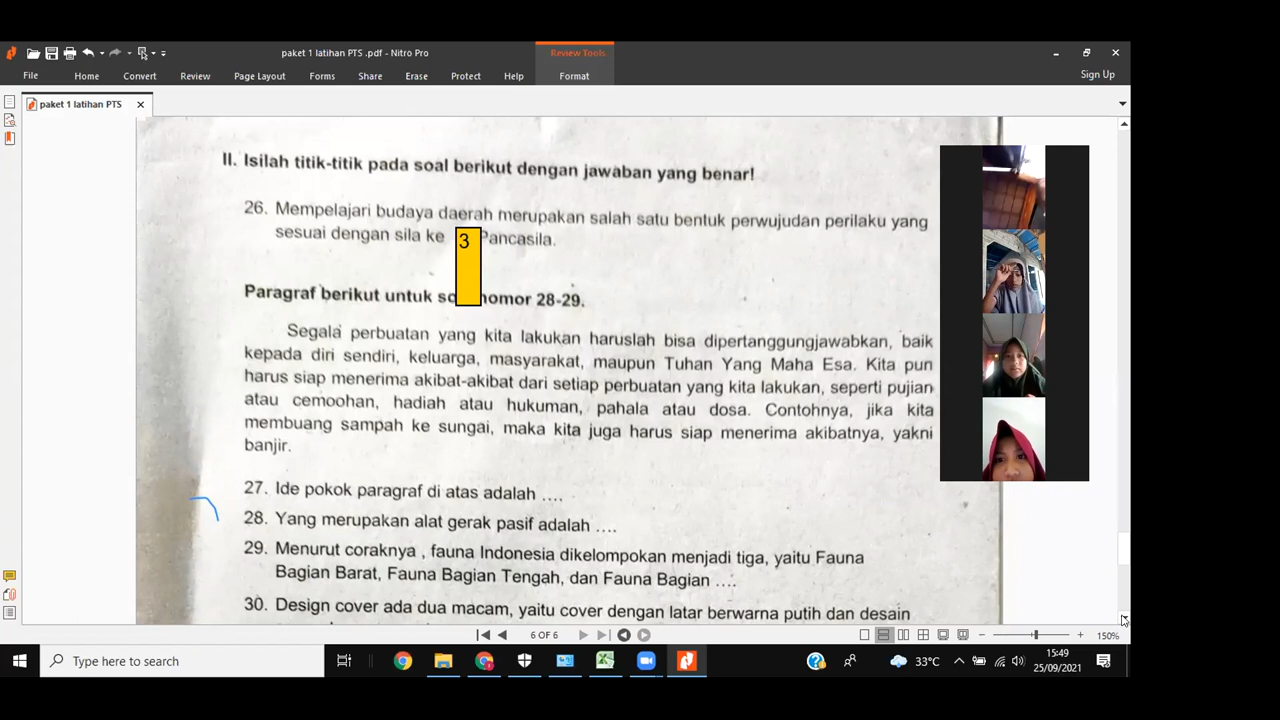 paket 1 latihan PTS .pdf - Nitro Pro
Review Tools
File
Home
Convert
Review
Page Layout
Forms
Share
Erase
Protect
Help
Format
Sign Up
paket 1 latihan PTS
II. Isilah titik-titik pada soal berikut dengan jawaban yang benar!
26. Mempelajari budaya daerah merupakan salah satu bentuk perwujudan perilaku yang
sesuai dengan sila ke 3 Pancasila.
Paragraf berikut untuk so nomor 28-29.
Segala perbuatan yang kita lakukan haruslah bisa dipertanggungjawabkan, baik
kepada diri sendiri, keluarga, masyarakat, maupun Tuhan Yang Maha Esa. Kita pun
harus siap menerima akibat-akibat dari setiap perbuatan yang kita lakukan, seperti pujian
atau cemoohan, hadiah atau hukuman, pahala atau dosa. Contohnya, jika kita
membuang sampah ke sungai, maka kita juga harus siap menerima akibatnya, yakni
banjir.
27. Ide pokok paragraf di atas adalah ....
28. Yang merupakan alat gerak pasif adalah ....
29. Menurut coraknya , fauna Indonesia dikelompokan menjadi tiga, yaitu Fauna
Bagian Barat, Fauna Bagian Tengah, dan Fauna Bagian ....
30. Design cover ada dua macam, yaitu cover dengan latar berwarna putih dan desain
6 OF 6
150%
Type here to search
33°C
15:49
25/09/2021